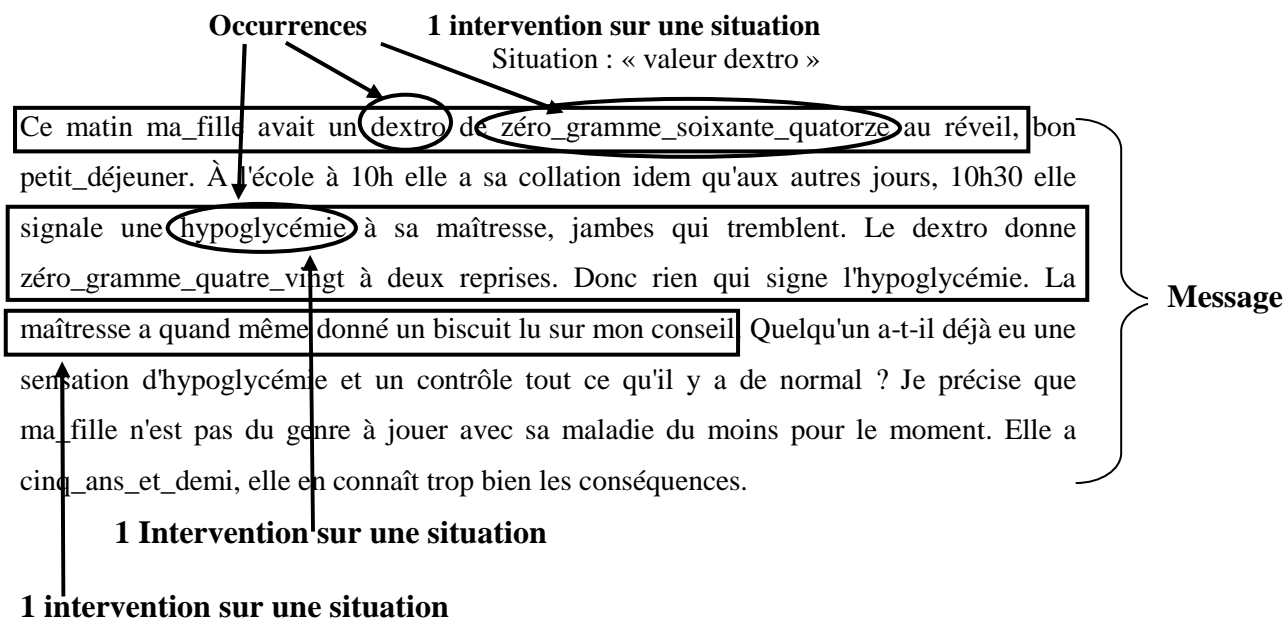 Occurrences 1 intervention sur une situation
Situation : « valeur dextro »
Ce matin ma_fille avait un dextro de zéro_gramme_soixante_quatorze au réveil, bon
petit_déjeuner. À l'école à 10h elle a sa collation idem qu'aux autres jours, 10h30 elle
signale une hypoglycémie à sa maîtresse, jambes qui tremblent. Le dextro donne
zéro_gramme_quatre_vingt à deux reprises. Donc rien qui signe l'hypoglycémie. La
Message
maîtresse a quand même donné un biscuit lu sur mon conseil. Quelqu'un a-t-il déjà eu une
sensation d'hypoglycémie et un contrôle tout ce qu'il y a de normal ? Je précise que
ma_fille n'est pas du genre à jouer avec sa maladie du moins pour le moment. Elle a
cinq_ans_et_demi, elle en connaît trop bien les conséquences.
1 Intervention sur une situation
1 intervention sur une situation